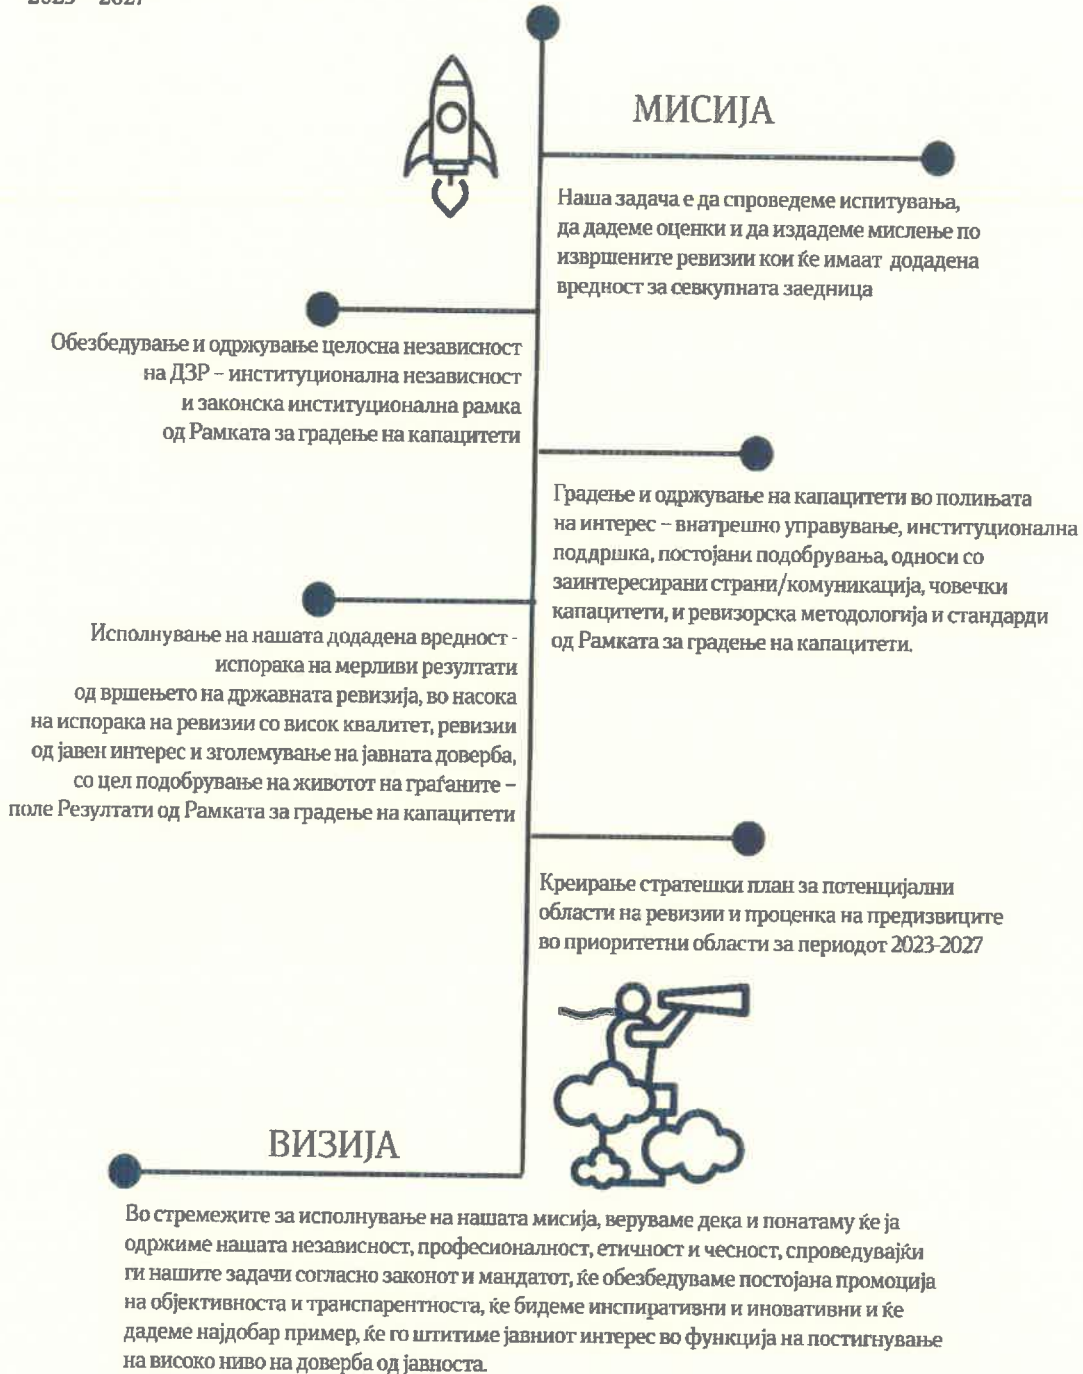 2023 – 2027
МИСИЈА
Наша задача е да спроведеме испитувања,
да дадеме оценки и да издадеме мислење по
извршените ревизии кои ќе имаат додадена
вредност за севкупната заедница
Обезбедување и одржување целосна независност
на ДЗР – институционална независност
и законска институционална рамка
од Рамката за градење на капацитети
Градење и одржување на капацитети во полињата
на интерес – внатрешно управување, институционална
поддршка, постојани подобрувања, односи со
заинтересирани страни/комуникација, човечки
капацитети, и ревизорска методологија и стандарди
од Рамката за градење на капацитети.
Исполнување на нашата додадена вредност -
испорака на мерливи резултати
од вршењето на државната ревизија, во насока
на испорака на ревизии со висок квалитет, ревизии
од јавен интерес и зголемување на јавната доверба,
со цел подобрување на животот на граѓаните –
поле Резултати од Рамката за градење на капацитети
Креирање стратешки план за потенцијални
области на ревизии и проценка на предизвиците
во приоритетни области за периодот 2023-2027
ВИЗИЈА
Во стремежите за исполнување на нашата мисија, веруваме дека и понатаму ќе ја
одржиме нашата независност, професионалност, етичност и чесност, спроведувајќи
ги нашите задачи согласно законот и мандатот, ќе обезбедуваме постојана промоција
на објективноста и транспарентноста, ќе бидеме инспиративни и иновативни и ќе
дадеме најдобар пример, ќе го штитиме јавниот интерес во функција на постигнување
на високо ниво на доверба од јавноста.